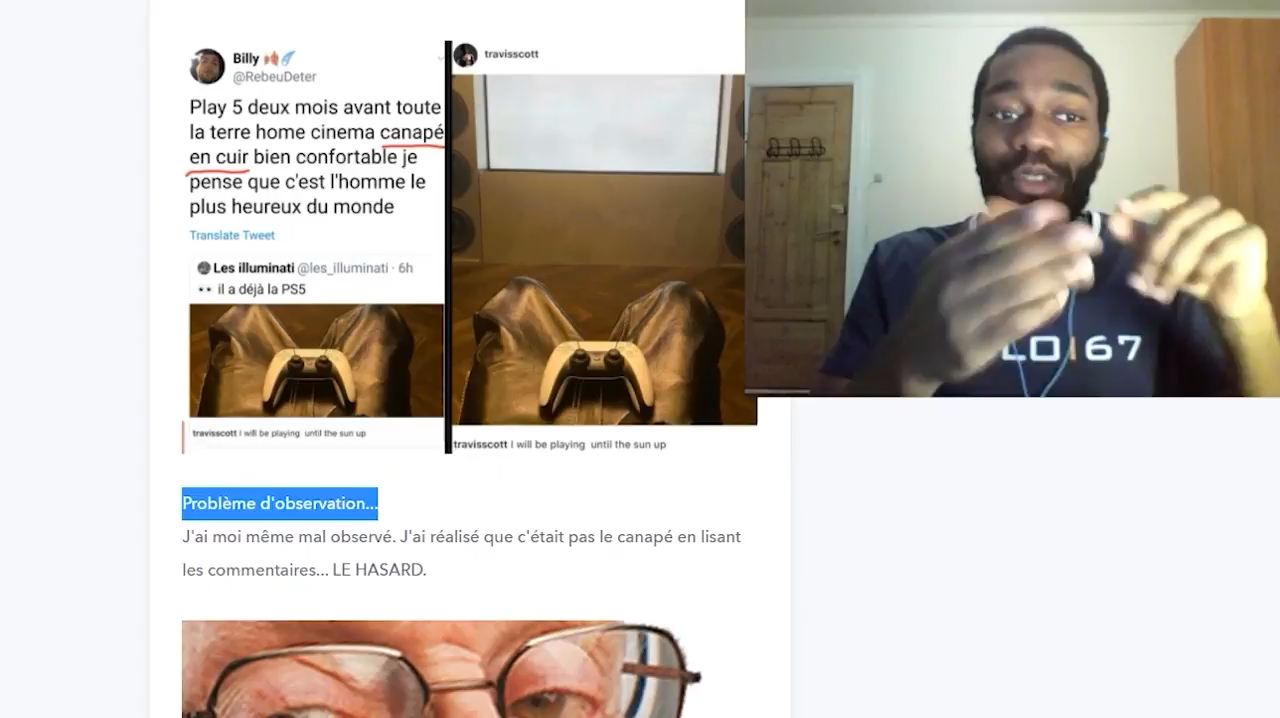 Billy
@RebeuDeter
Play 5 deux mois avant toute
la terre home cinema canapé
en cuir bien confortable je
pense que c'est l'homme le
plus heureux du monde
Translate Tweet
Les illuminati @les_illuminati · 6h
👀 il a déjà la PS5
travisscott I will be playing until the sun up
travisscott
travisscott I will be playing until the sun up
67
Problème d'observation...
J'ai moi même mal observé. J'ai réalisé que c'était pas le canapé en lisant
les commentaires... LE HASARD.